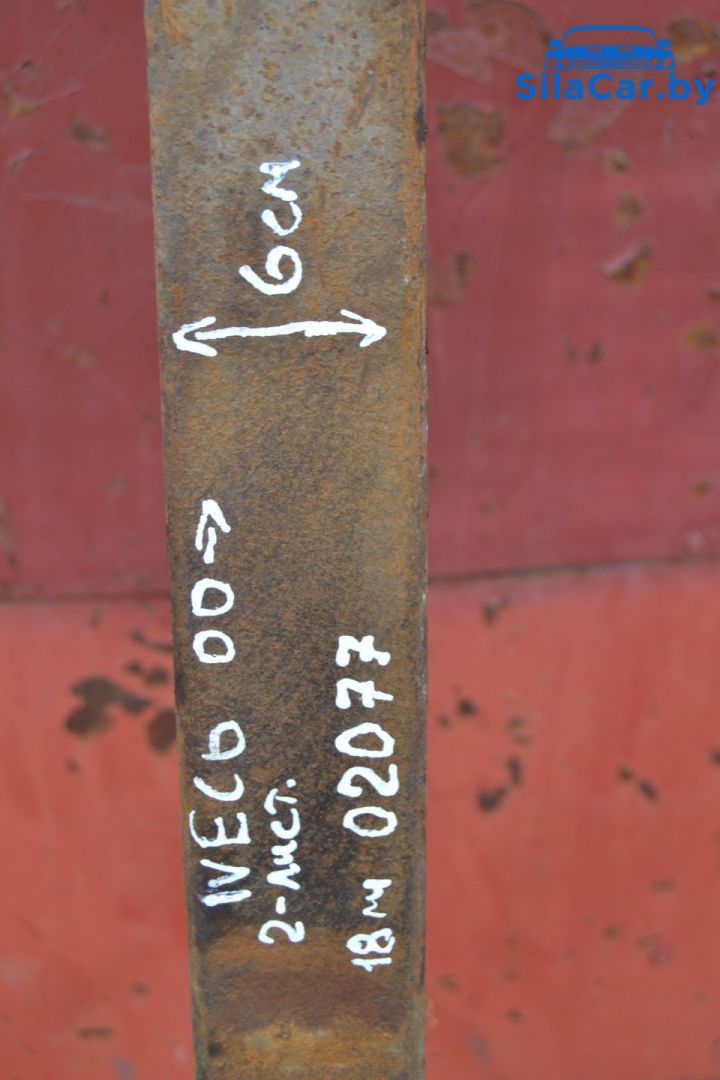 SilaCar.by
6см
IVECO 00→
2-лист.
18м 02077